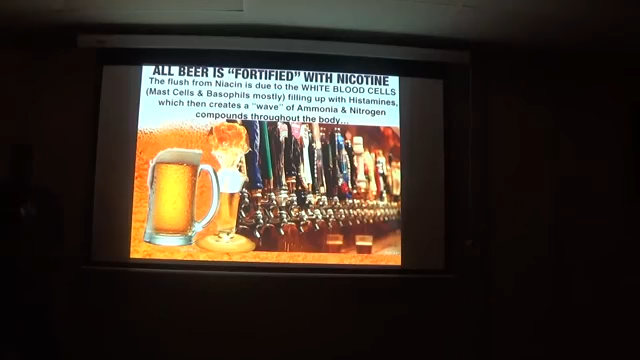 ALL BEER IS “FORTIFIED” WITH NICOTINE
The flush from Niacin is due to the WHITE BLOOD CELLS
(Mast Cells & Basophils mostly) filling up with Histamines,
which then creates a “wave” of Ammonia & Nitrogen
compounds throughout the body...